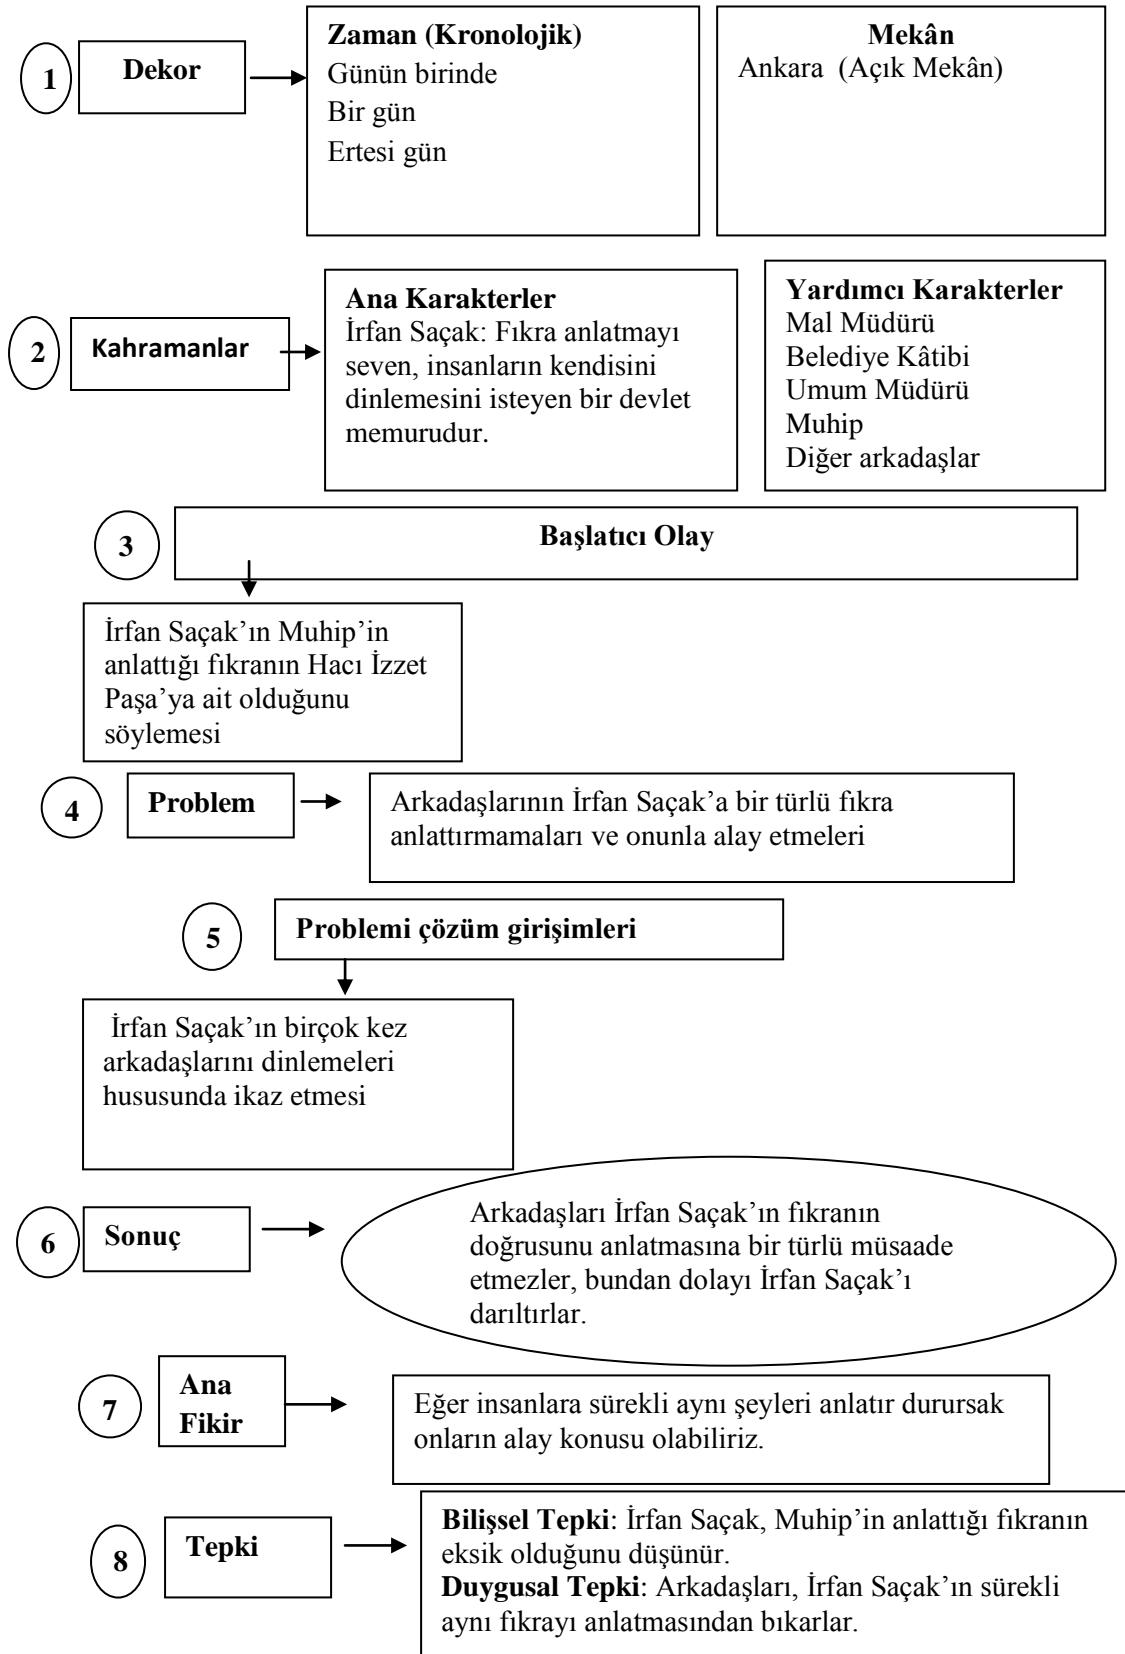 1
Dekor
Zaman (Kronolojik)
Günün birinde
Bir gün
Ertesi gün
Mekân
Ankara  (Açık Mekân)
2
Kahramanlar
Ana Karakterler
İrfan Saçak: Fıkra anlatmayı
seven, insanların kendisini
dinlemesini isteyen bir devlet
memurudur.
Yardımcı Karakterler
Mal Müdürü
Belediye Kâtibi
Umum Müdürü
Muhip
Diğer arkadaşlar
3
Başlatıcı Olay
İrfan Saçak’ın Muhip’in
anlattığı fıkranın Hacı İzzet
Paşa’ya ait olduğunu
söylemesi
4
Problem
Arkadaşlarının İrfan Saçak’a bir türlü fıkra
anlattırmamaları ve onunla alay etmeleri
5
Problemi çözüm girişimleri
İrfan Saçak’ın birçok kez
arkadaşlarını dinlemeleri
hususunda ikaz etmesi
6
Sonuç
Arkadaşları İrfan Saçak’ın fıkranın
doğrusunu anlatmasına bir türlü müsaade
etmezler, bundan dolayı İrfan Saçak’ı
darıltırlar.
7
Ana
Fikir
Eğer insanlara sürekli aynı şeyleri anlatır durursak
onların alay konusu olabiliriz.
8
Tepki
Bilişsel Tepki: İrfan Saçak, Muhip’in anlattığı fıkranın
eksik olduğunu düşünür.
Duygusal Tepki: Arkadaşları, İrfan Saçak’ın sürekli
aynı fıkrayı anlatmasından bıkarlar.